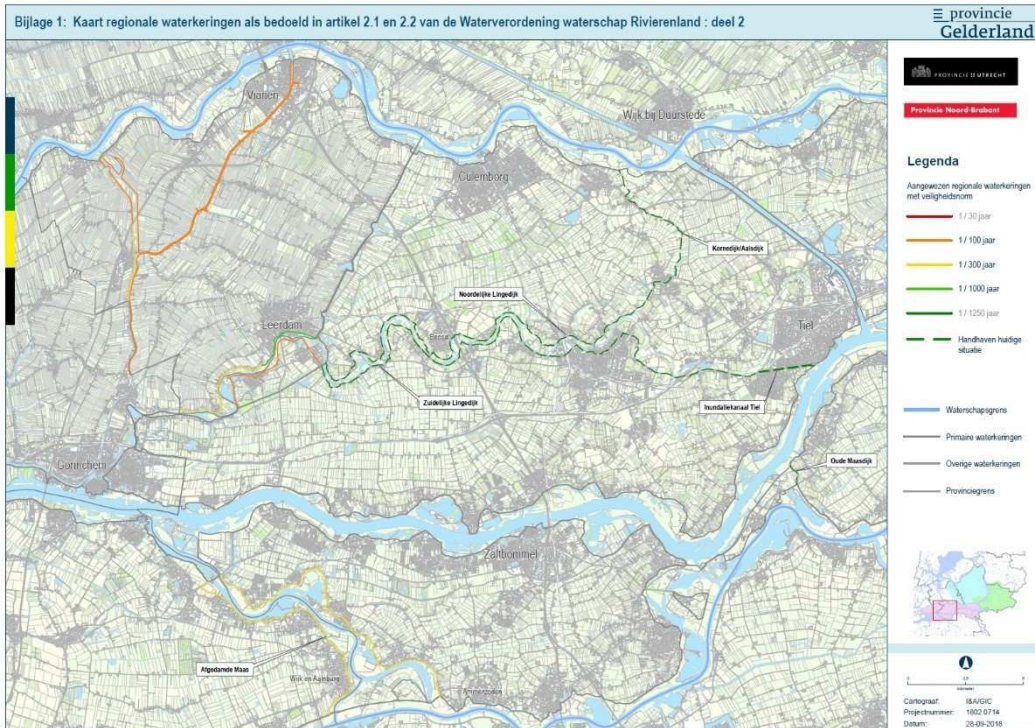 Bijlage 1: Kaart regionale waterkeringen als bedoeld in artikel 2.1 en 2.2 van de Waterverordening waterschap Rivierenland : deel 2
provincie
Gelderland
PROVINCIE UTRECHT
Provincie Noord-Brabant
Legenda
Aangewezen regionale waterkeringen
met veiligheidsnorm
1 / 30 jaar
1 / 100 jaar
1 / 300 jaar
1 / 1000 jaar
1 / 1250 jaar
Handhaven huidige
situatie
Waterschapsgrens
Primaire waterkeringen
Overige waterkeringen
Provinciegrens
Vianen
Wijk bij Duurstede
Culemborg
Kornedijk/Aalsdijk
Noordelijke Lingedijk
Leerdam
Tiel
Zuidelijke Lingedijk
Inundatiekanaal Tiel
Gorinchem
Oude Maasdijk
Zaltbommel
Afgedamde Maas
Wijk en Aalburg
Ammerzoden
Cartograaf: I&A/GIC
Projectnummer: 1802 0714
Datum: 28-09-2018